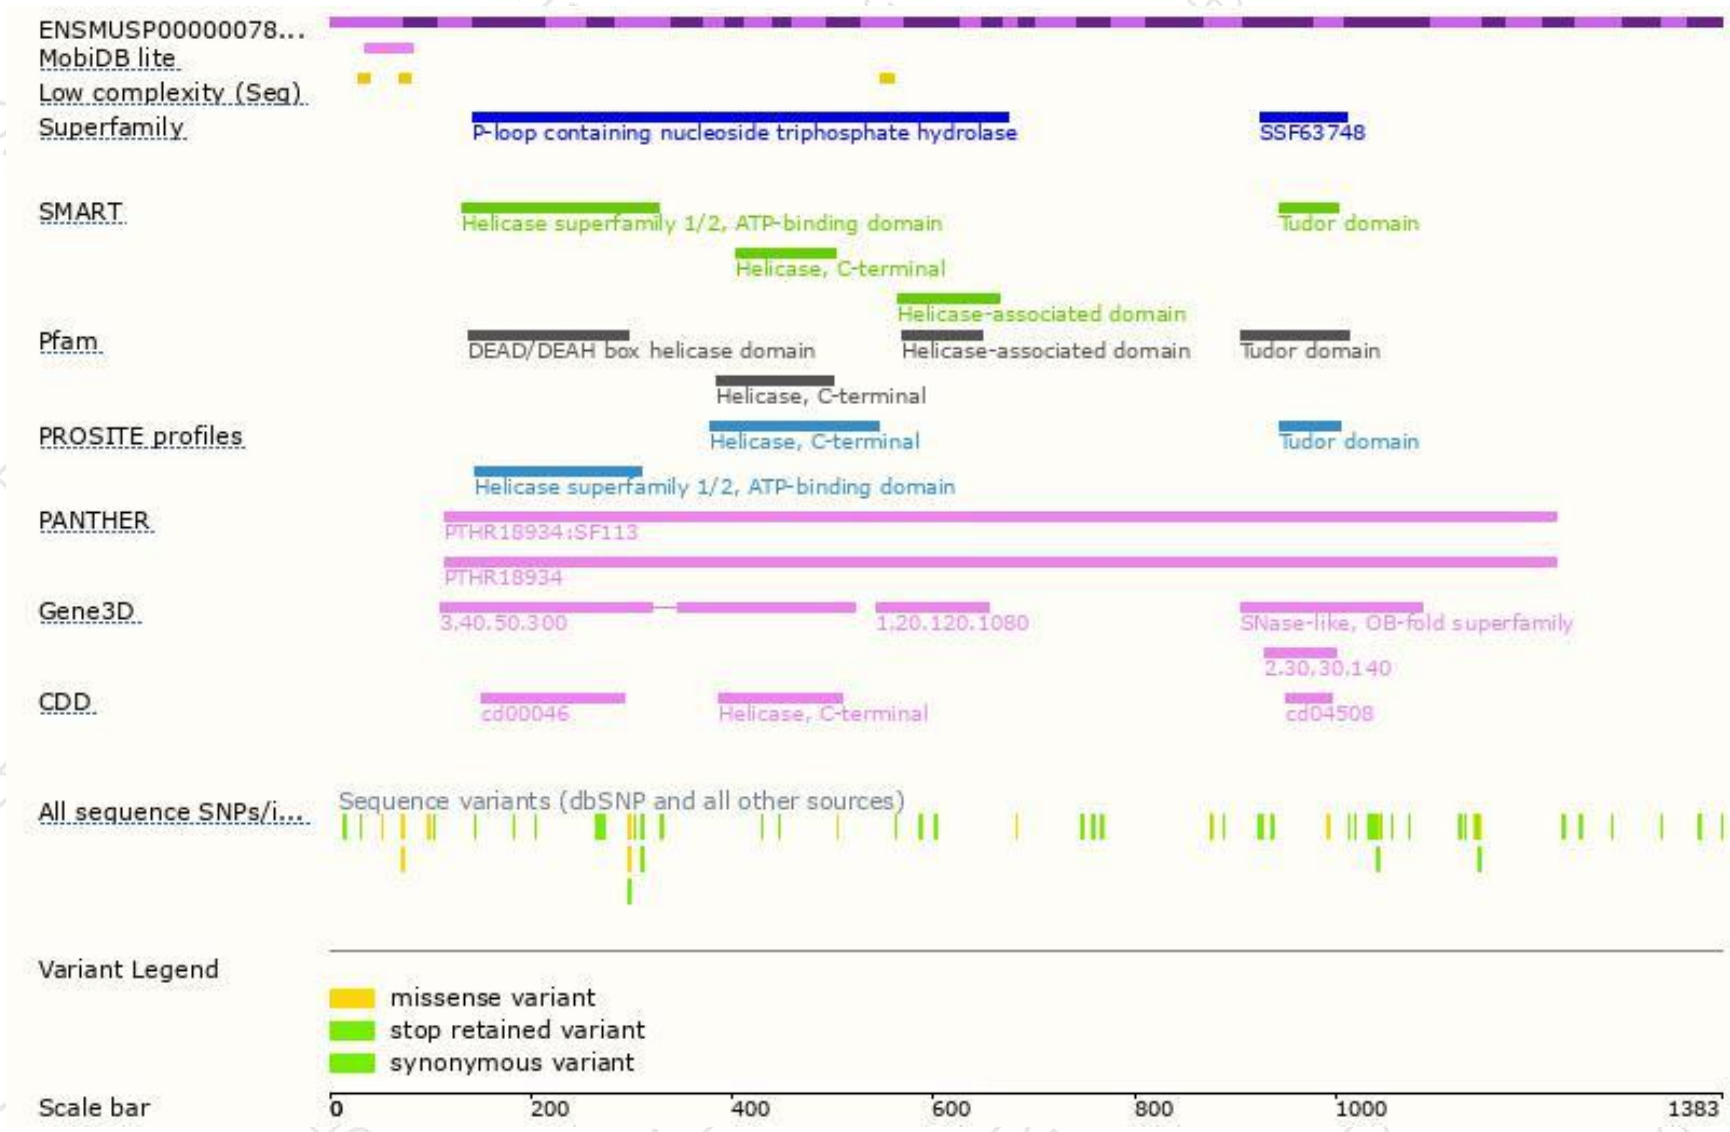 ENSMUSP00000078...
MobiDB lite
Low complexity (Seg)
Superfamily
P-loop containing nucleoside triphosphate hydrolase
SSF63748
SMART
Helicase superfamily 1/2, ATP-binding domain
Tudor domain
Helicase, C-terminal
Helicase-associated domain
Pfam
DEAD/DEAH box helicase domain
Helicase-associated domain
Tudor domain
Helicase, C-terminal
PROSITE profiles
Helicase, C-terminal
Tudor domain
Helicase superfamily 1/2, ATP-binding domain
PANTHER
PTHR18934:SF113
PTHR18934
Gene3D
3.40.50.300
1.20.120.1080
SNase-like, OB-fold superfamily
2.30.30.140
CDD
cd00046
Helicase, C-terminal
cd04508
Sequence variants (dbSNP and all other sources)
All sequence SNPs/i...
Variant Legend
missense variant
stop retained variant
synonymous variant
Scale bar
0 200 400 600 800 1000 1383